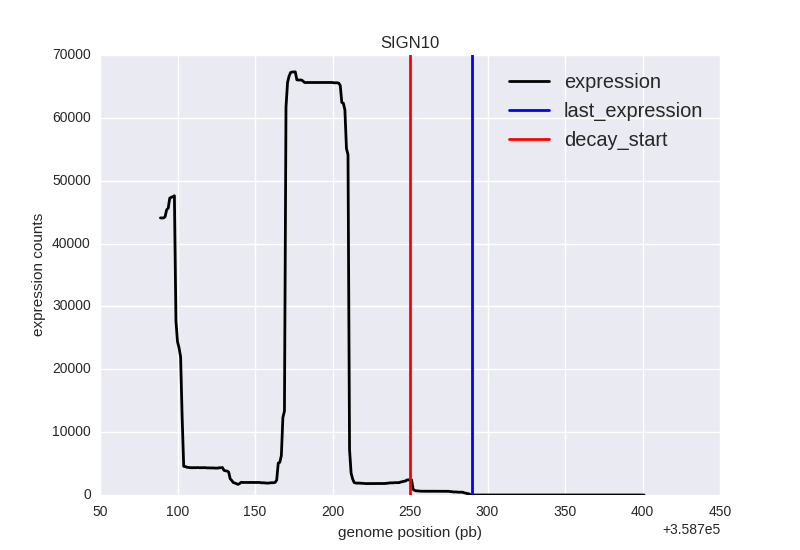 SIGN10
70000
60000
50000
40000
30000
20000
10000
0
expression counts
expression
last_expression
decay_start
50 100 150 200 250 300 350 400 450
+3.587e5
genome position (pb)